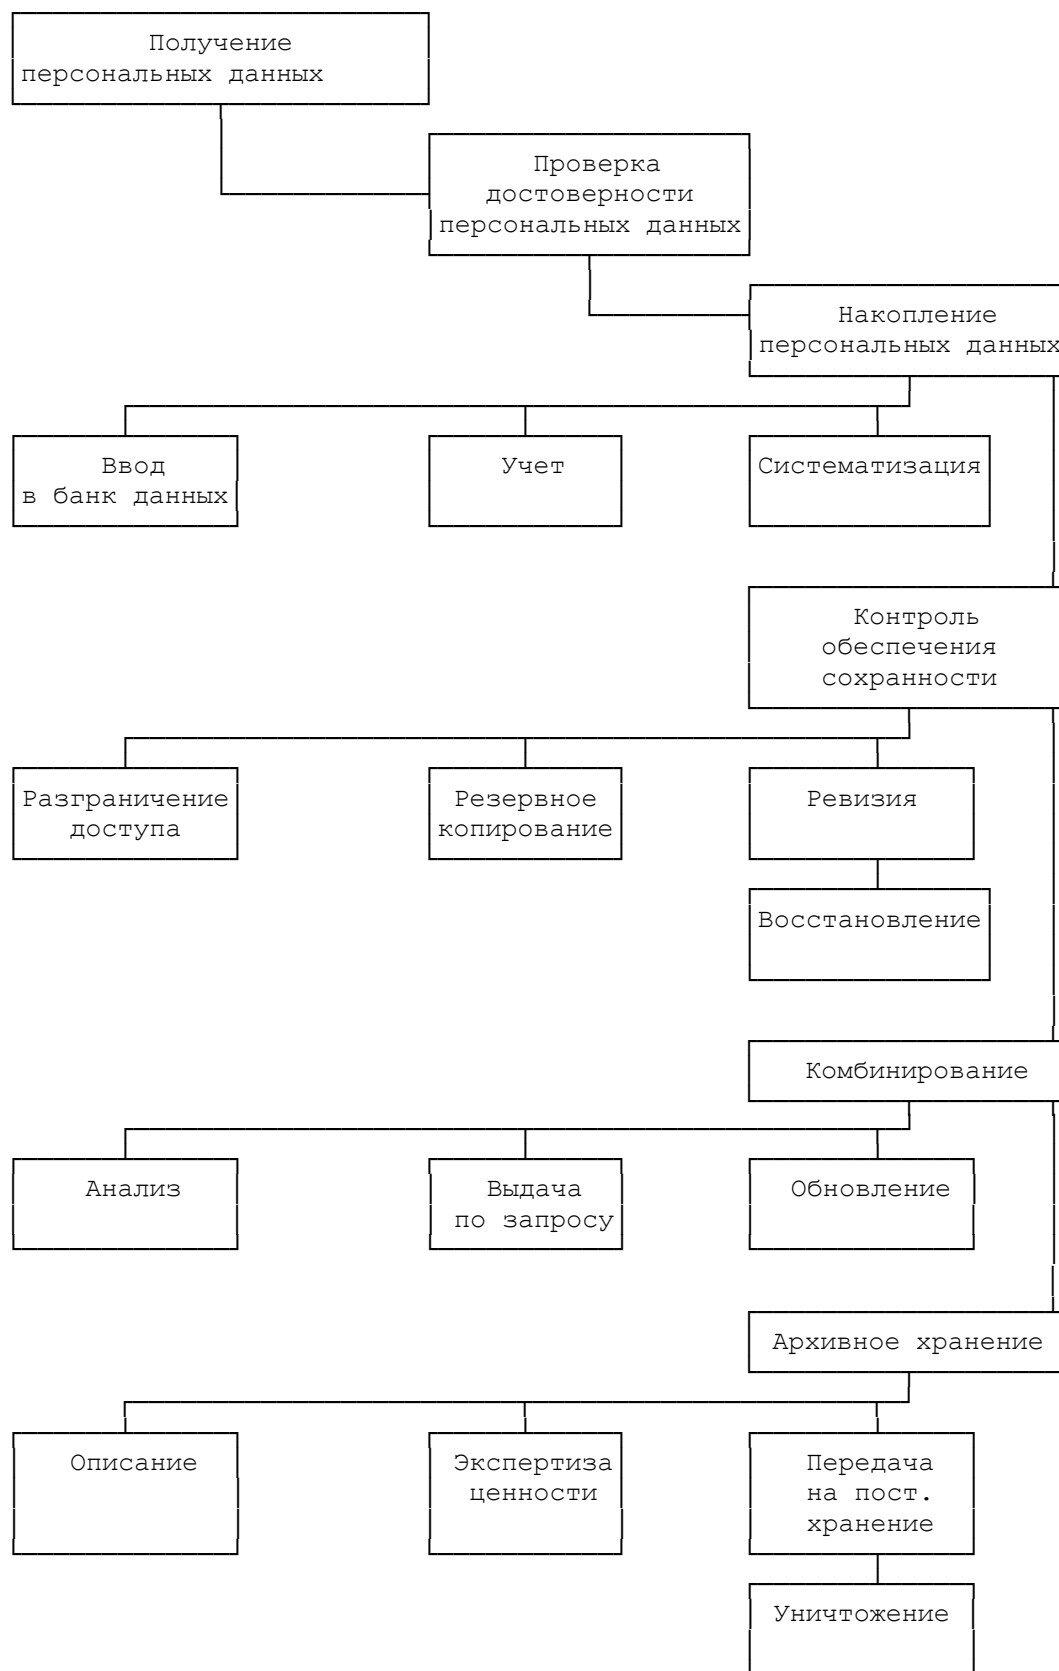 Получение
персональных данных
Проверка
достоверности
персональных данных
Накопление
персональных данных
Ввод
в банк данных
Учет
Систематизация
Контроль
обеспечения
сохранности
Разграничение
доступа
Резервное
копирование
Ревизия
Восстановление
Комбинирование
Анализ
Выдача
по запросу
Обновление
Архивное хранение
Описание
Экспертиза
ценности
Передача
на пост.
хранение
Уничтожение